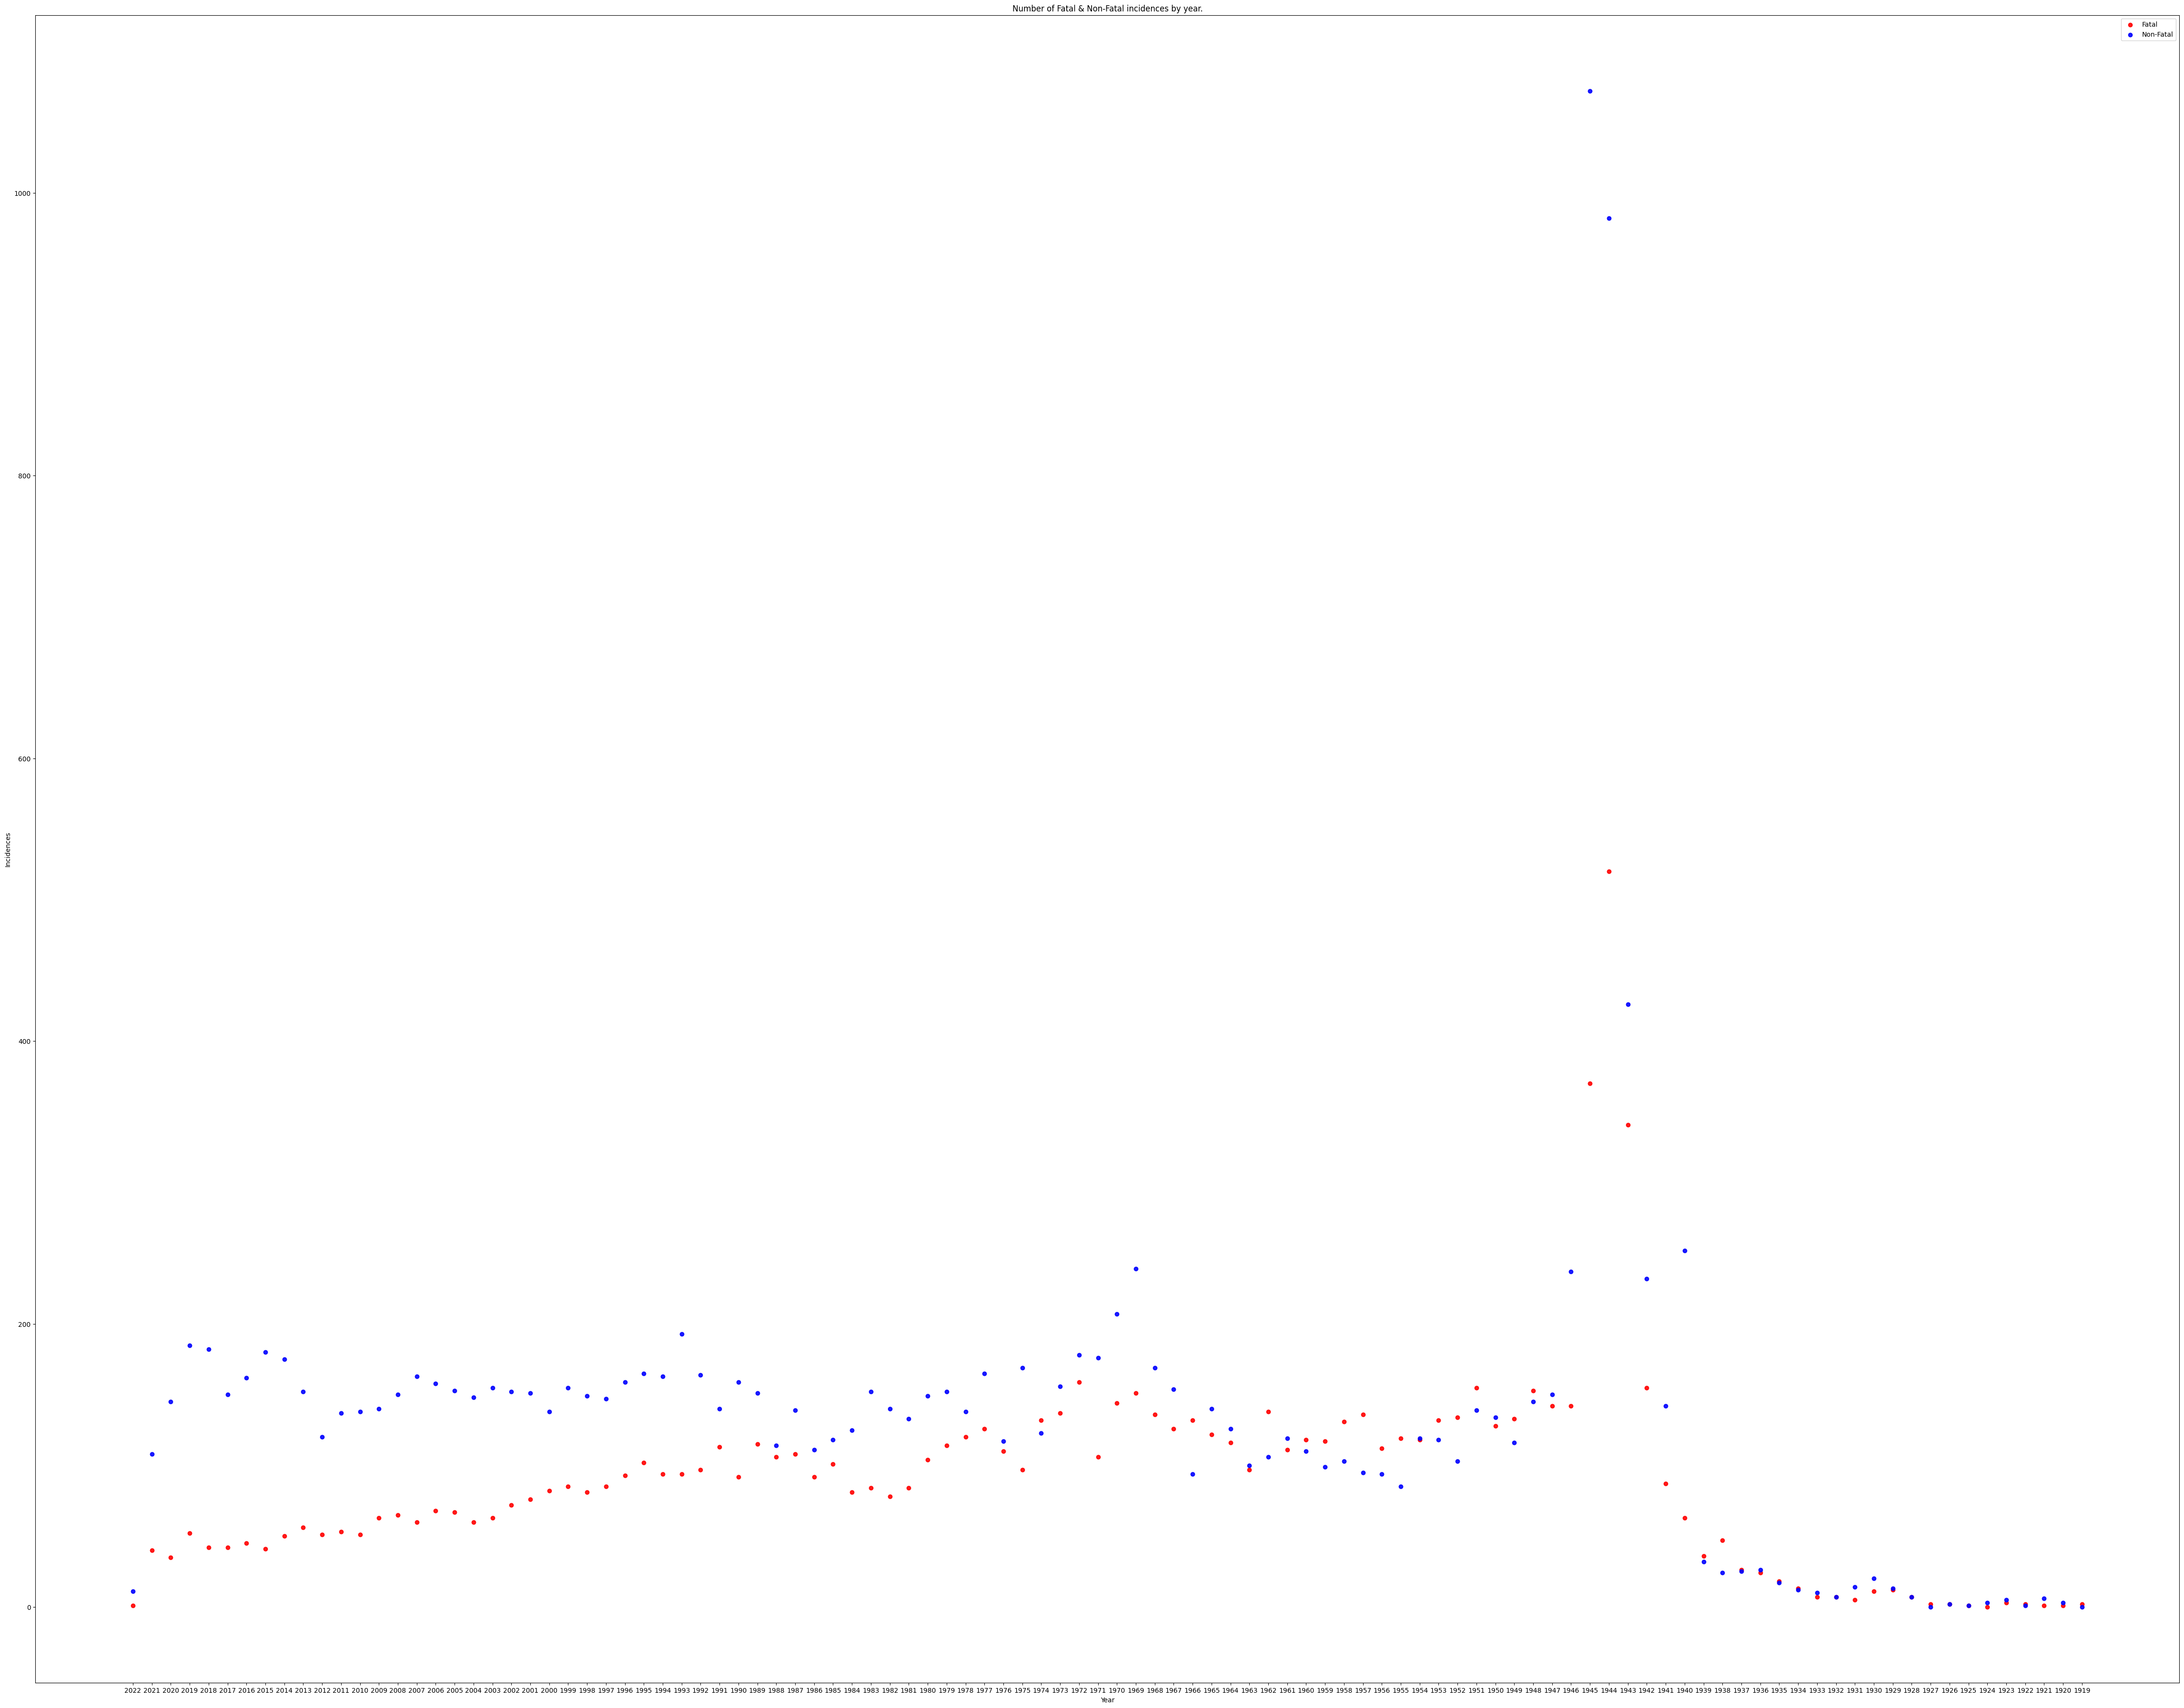 Number of Fatal & Non-Fatal incidences by year.
Fatal
Non-Fatal
1000
800
600
400
200
0
Incidences
2022 2021 2020 2019 2018 2017 2016 2015 2014 2013 2012 2011 2010 2009 2008 2007 2006 2005 2004 2003 2002 2001 2000 1999 1998 1997 1996 1995 1994 1993 1992 1991 1990 1989 1988 1987 1986 1985 1984 1983 1982 1981 1980 1979 1978 1977 1976 1975 1974 1973 1972 1971 1970 1969 1968 1967 1966 1965 1964 1963 1962 1961 1960 1959 1958 1957 1956 1955 1954 1953 1952 1951 1950 1949 1948 1947 1946 1945 1944 1943 1942 1941 1940 1939 1938 1937 1936 1935 1934 1933 1932 1931 1930 1929 1928 1927 1926 1925 1924 1923 1922 1921 1920 1919
Year